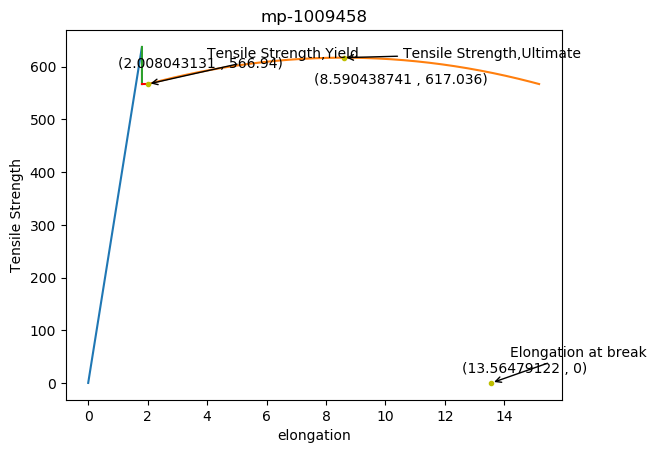 mp-1009458
Tensile Strength,Yield
Tensile Strength,Ultimate
(2.008043131 , 566.94)
(8.590438741 , 617.036)
600
500
400
300
200
100
0
Tensile Strength
Elongation at break
(13.56479122 , 0)
0 2 4 6 8 10 12 14
elongation